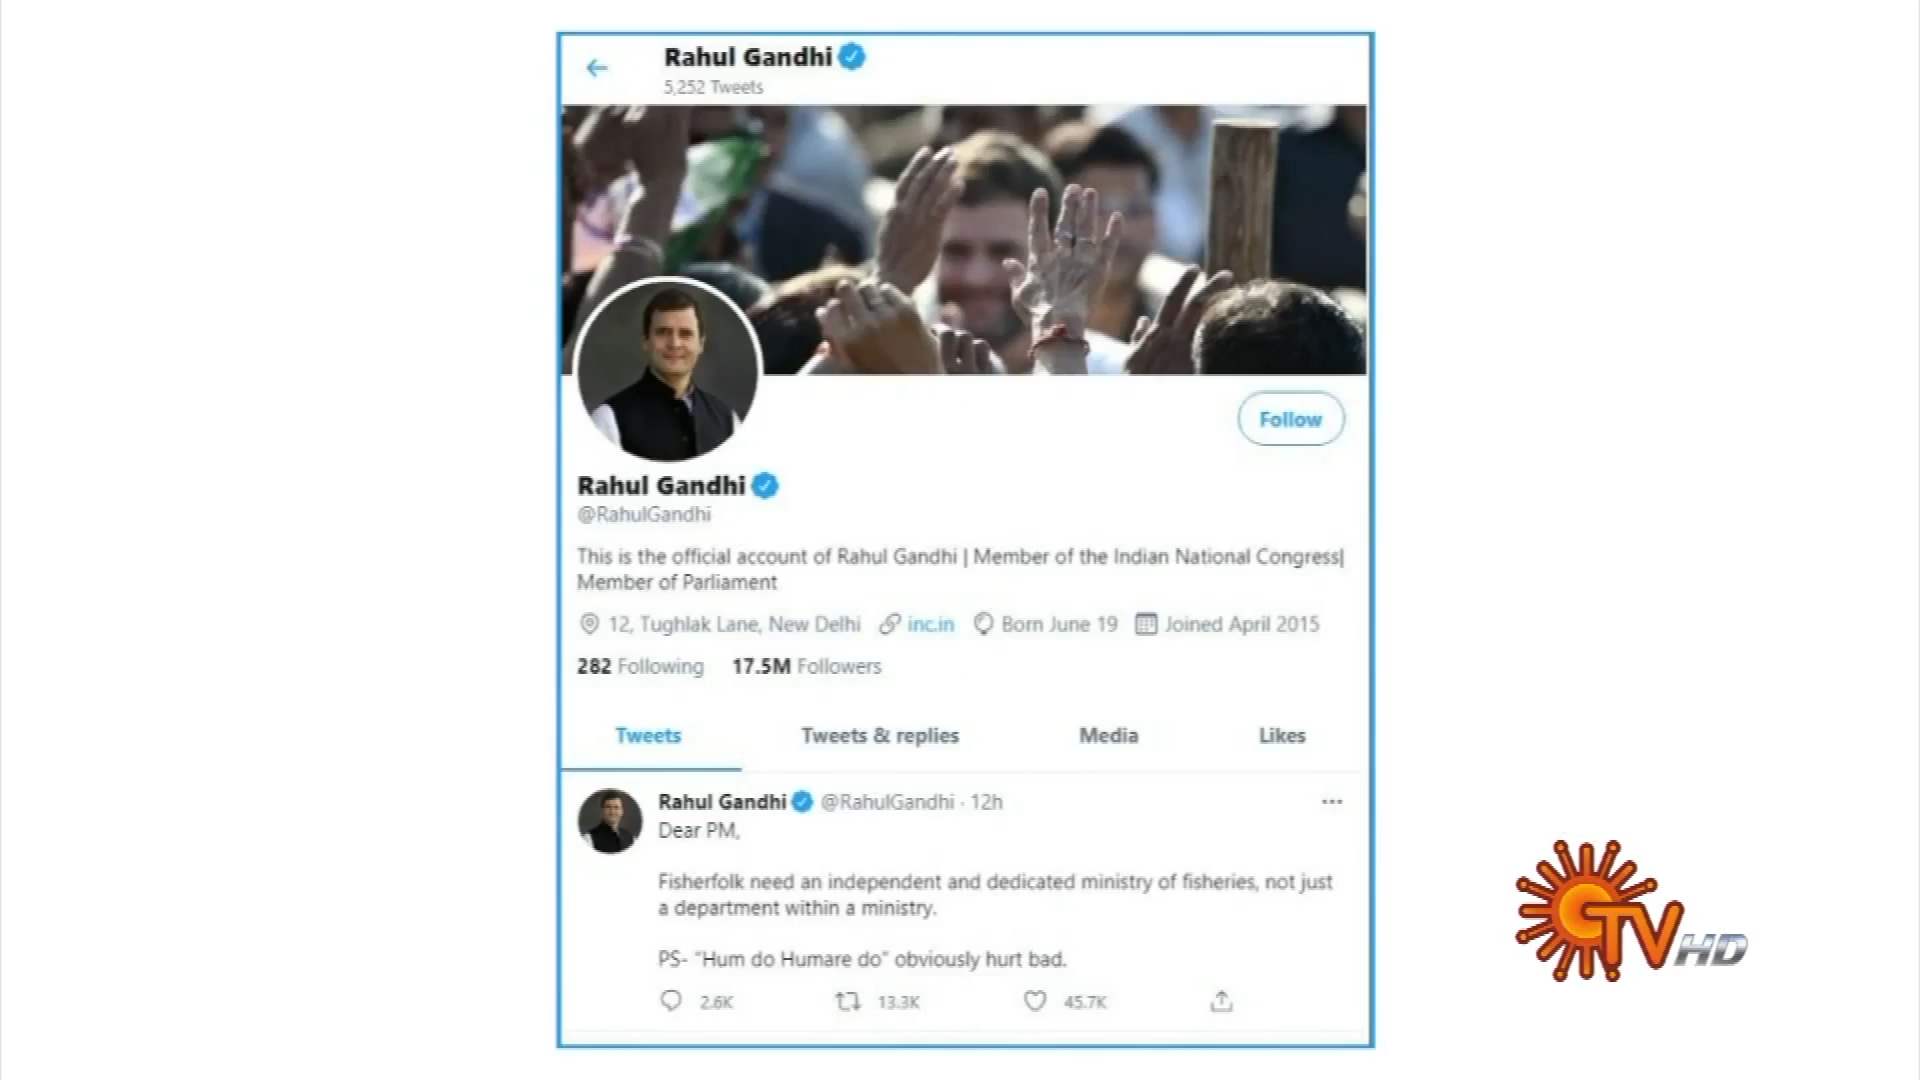 Rahul Gandhi
5,252 Tweets
Follow
Rahul Gandhi
@RahulGandhi
This is the official account of Rahul Gandhi | Member of the Indian National Congress|
Member of Parliament
12, Tughlak Lane, New Delhi inc.in Born June 19 Joined April 2015
282 Following 17.5M Followers
Tweets Tweets & replies Media Likes
Rahul Gandhi @RahulGandhi · 12h
Dear PM,
Fisherfolk need an independent and dedicated ministry of fisheries, not just
a department within a ministry.
PS- "Hum do Humare do" obviously hurt bad.
2.6K 13.3K 45.7K
TV HD